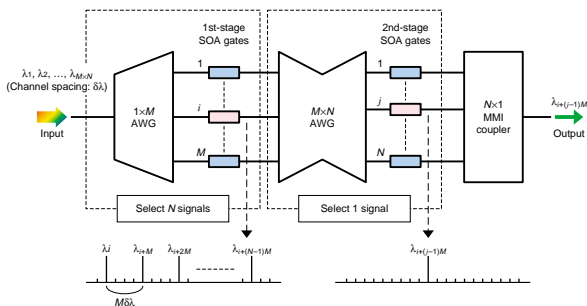 1st-stage
SOA gates
2nd-stage
SOA gates
λ1, λ2, …, λM×N
(Channel spacing: δλ)
Input
1×M
AWG
1
i
M
M×N
AWG
1
j
N
N×1
MMI
coupler
λi+(j−1)M
Output
Select N signals
Select 1 signal
λi
λi+M
λi+2M
λi+(N−1)M
λi+(j−1)M
Mδλ